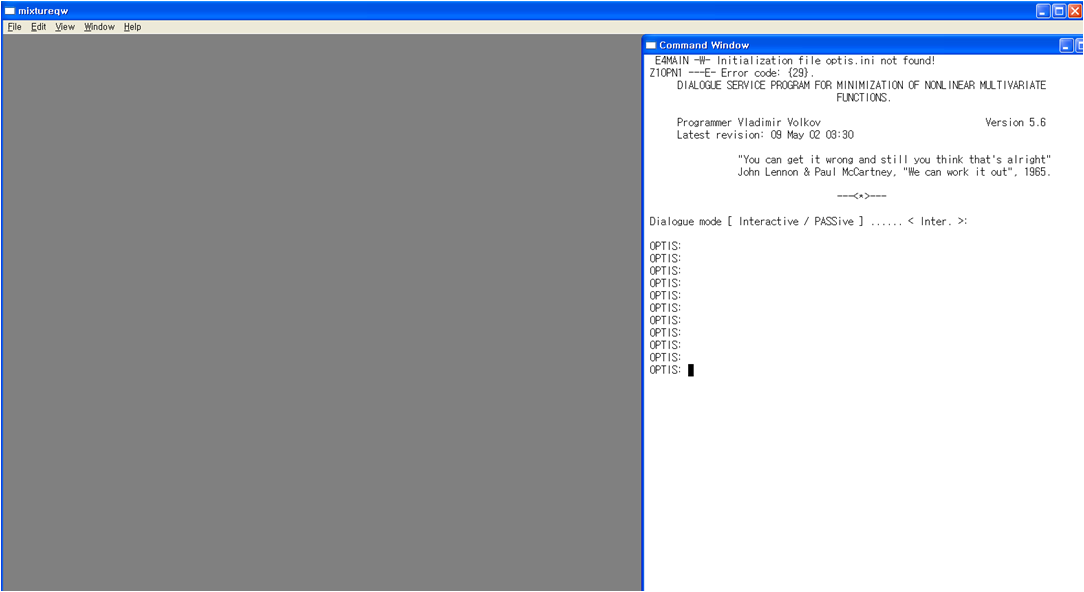 mixtureqw
File Edit View Window Help
Command Window
E4MAIN -W- Initialization file optis.ini not found!
Z1OPN1 ---E- Error code: {29}.
DIALOGUE SERVICE PROGRAM FOR MINIMIZATION OF NONLINEAR MULTIVARIATE
FUNCTIONS.
Programmer Vladimir Volkov Version 5.6
Latest revision: 09 May 02 03:30
"You can get it wrong and still you think that's alright"
John Lennon & Paul McCartney, "We can work it out", 1965.
---<*>---
Dialogue mode [ Interactive / PASSive ] ...... < Inter. >:
OPTIS:
OPTIS:
OPTIS:
OPTIS:
OPTIS:
OPTIS:
OPTIS:
OPTIS:
OPTIS:
OPTIS:
OPTIS: